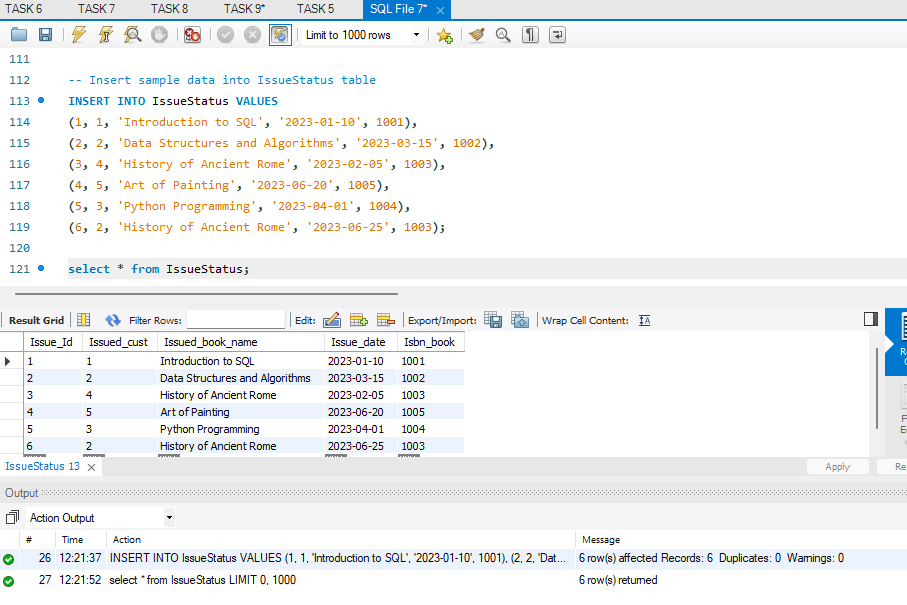 TASK 6 TASK 7 TASK 8 TASK 9* TASK 5 SQL File 7*
Limit to 1000 rows
111
112 -- Insert sample data into IssueStatus table
113 INSERT INTO IssueStatus VALUES
114 (1, 1, 'Introduction to SQL', '2023-01-10', 1001),
115 (2, 2, 'Data Structures and Algorithms', '2023-03-15', 1002),
116 (3, 4, 'History of Ancient Rome', '2023-02-05', 1003),
117 (4, 5, 'Art of Painting', '2023-06-20', 1005),
118 (5, 3, 'Python Programming', '2023-04-01', 1004),
119 (6, 2, 'History of Ancient Rome', '2023-06-25', 1003);
120
121 select * from IssueStatus;
Result Grid Filter Rows: Edit: Export/Import: Wrap Cell Content:
Issue_Id Issued_cust Issued_book_name Issue_date Isbn_book
1 1 Introduction to SQL 2023-01-10 1001
2 2 Data Structures and Algorithms 2023-03-15 1002
3 4 History of Ancient Rome 2023-02-05 1003
4 5 Art of Painting 2023-06-20 1005
5 3 Python Programming 2023-04-01 1004
6 2 History of Ancient Rome 2023-06-25 1003
IssueStatus 13 Apply Re
Output
Action Output
# Time Action Message
26 12:21:37 INSERT INTO IssueStatus VALUES (1, 1, 'Introduction to SQL', '2023-01-10', 1001), (2, 2, 'Dat... 6 row(s) affected Records: 6 Duplicates: 0 Warnings: 0
27 12:21:52 select * from IssueStatus LIMIT 0, 1000 6 row(s) returned